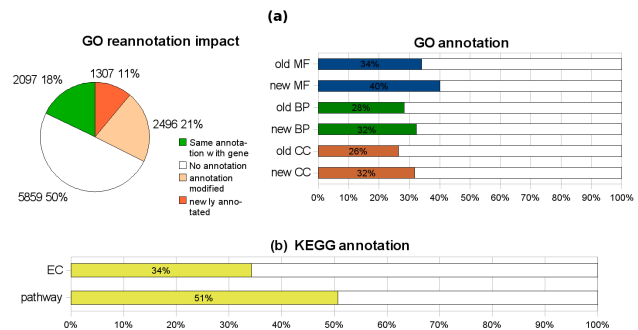 (a)
GO reannotation impact
2097 18%
1307 11%
2496 21%
5859 50%
Same annota-
tion with gene
No annotation
annotation
modified
newly anno-
tated
GO annotation
old MF
34%
new MF
40%
old BP
28%
new BP
32%
old CC
26%
new CC
32%
0% 10% 20% 30% 40% 50% 60% 70% 80% 90% 100%
(b) KEGG annotation
EC
34%
pathway
51%
0% 10% 20% 30% 40% 50% 60% 70% 80% 90% 100%